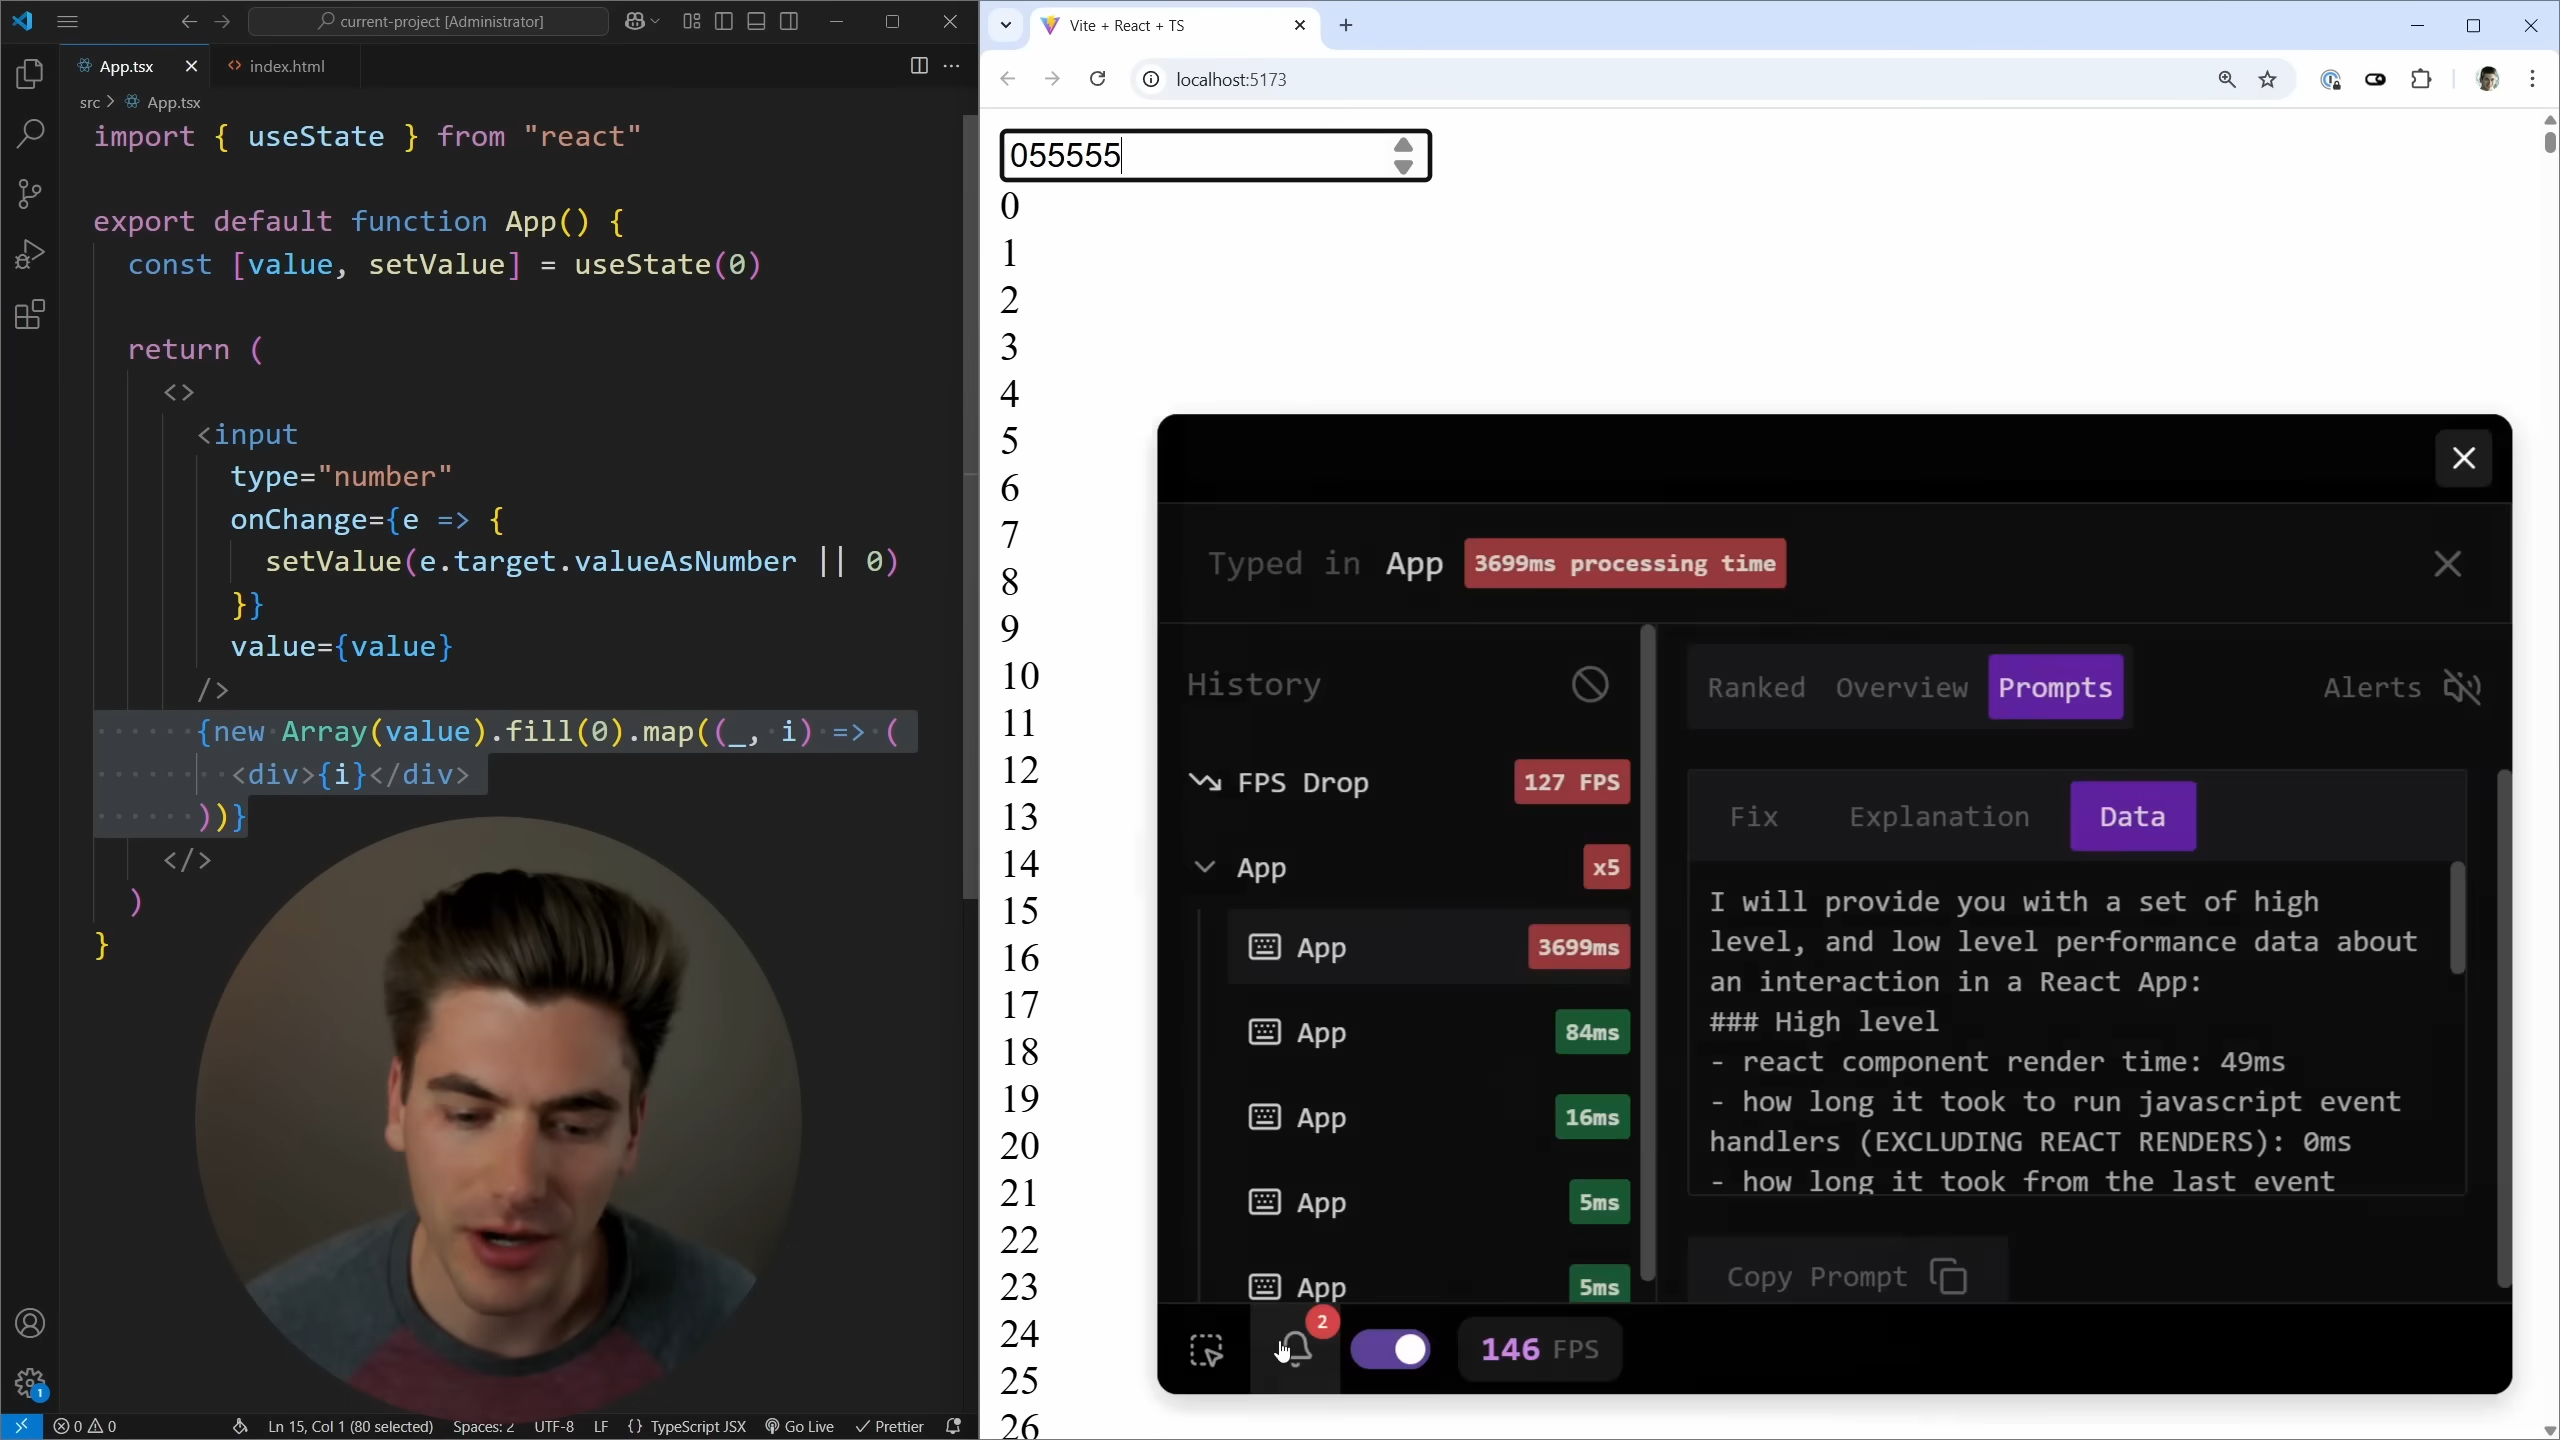 current-project [Administrator]
App.tsx
index.html
src > App.tsx
import { useState } from "react"
export default function App() {
const [value, setValue] = useState(0)
return (
<>
<input
type="number"
onChange={e => {
setValue(e.target.valueAsNumber || 0)
}}
value={value}
/>
{new Array(value).fill(0).map((_, i) => (
<div>{i}</div>
))}
</>
)
}
1
0 0
Ln 15, Col 1 (80 selected)
Spaces: 2
UTF-8
LF
{} TypeScript JSX
Go Live
Prettier
Vite + React + TS
localhost:5173
055555
0
1
2
3
4
5
6
7
8
9
10
11
12
13
14
15
16
17
18
19
20
21
22
23
24
25
26
Typed in App 3699ms processing time
History
FPS Drop 127 FPS
App x5
App 3699ms
App 84ms
App 16ms
App 5ms
App 5ms
Ranked Overview Prompts Alerts
Fix Explanation Data
I will provide you with a set of high
level, and low level performance data about
an interaction in a React App:
### High level
- react component render time: 49ms
- how long it took to run javascript event
handlers (EXCLUDING REACT RENDERS): 0ms
- how long it took from the last event
Copy Prompt
2
146 FPS